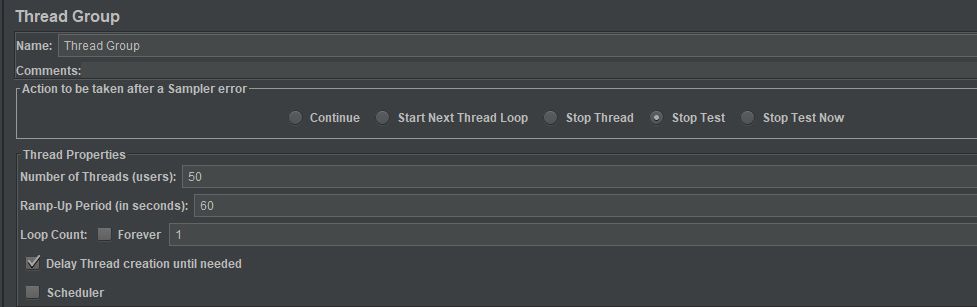 Thread Group
Name: Thread Group
Comments:
Action to be taken after a Sampler error
Continue Start Next Thread Loop Stop Thread Stop Test Stop Test Now
Thread Properties
Number of Threads (users): 50
Ramp-Up Period (in seconds): 60
Loop Count: Forever 1
Delay Thread creation until needed
Scheduler